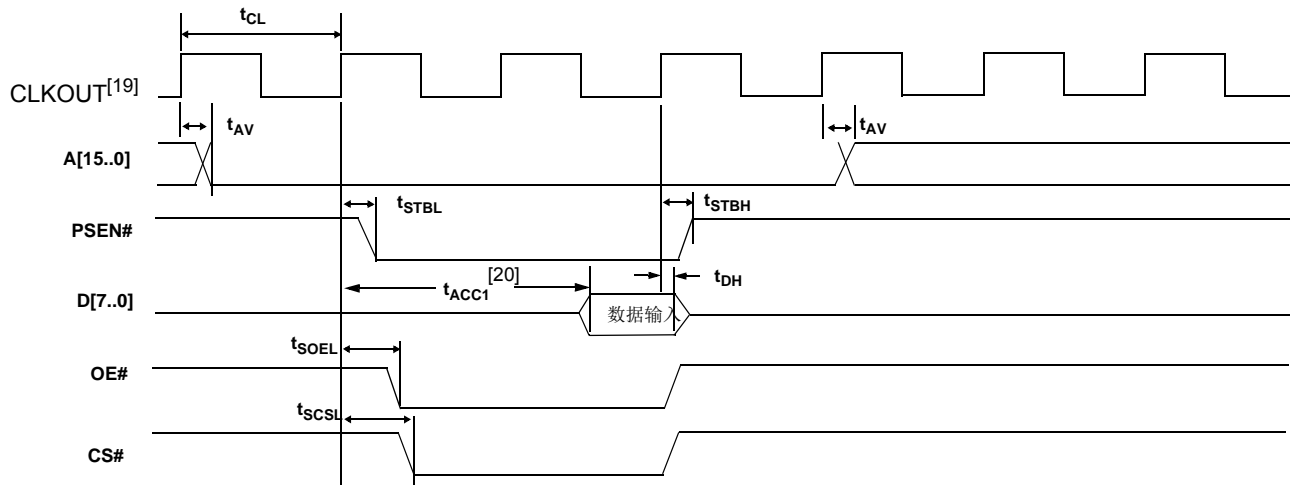 tCL
CLKOUT[19]
tAV
tAV
A[15..0]
tSTBL
tSTBH
PSEN#
[20]
tDH
tACC1
D[7..0]
数据输入
tSOEL
OE#
tSCSL
CS#